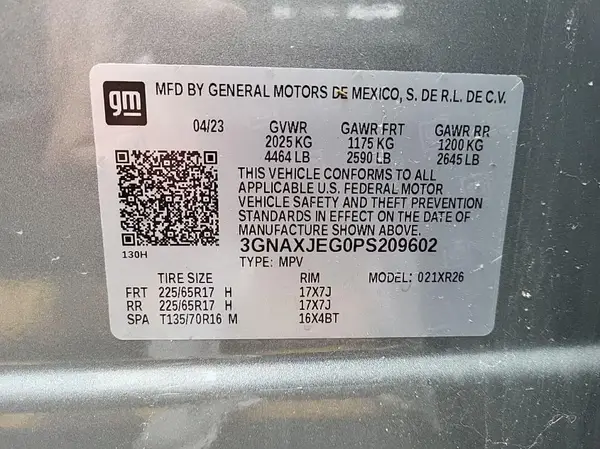 gm
MFD BY GENERAL MOTORS DE MEXICO, S. DE R.L. DE C.V.
04/23 GVWR GAWR FRT GAWR RR
2025 KG 1175 KG 1200 KG
4464 LB 2590 LB 2645 LB
THIS VEHICLE CONFORMS TO ALL
APPLICABLE U.S. FEDERAL MOTOR
VEHICLE SAFETY AND THEFT PREVENTION
STANDARDS IN EFFECT ON THE DATE OF
MANUFACTURE SHOWN ABOVE.
3GNAXJEG0PS209602
130H
TYPE: MPV MODEL: 021XR26
TIRE SIZE RIM
FRT 225/65R17 H 17X7J
RR 225/65R17 H 17X7J
SPA T135/70R16 M 16X4BT